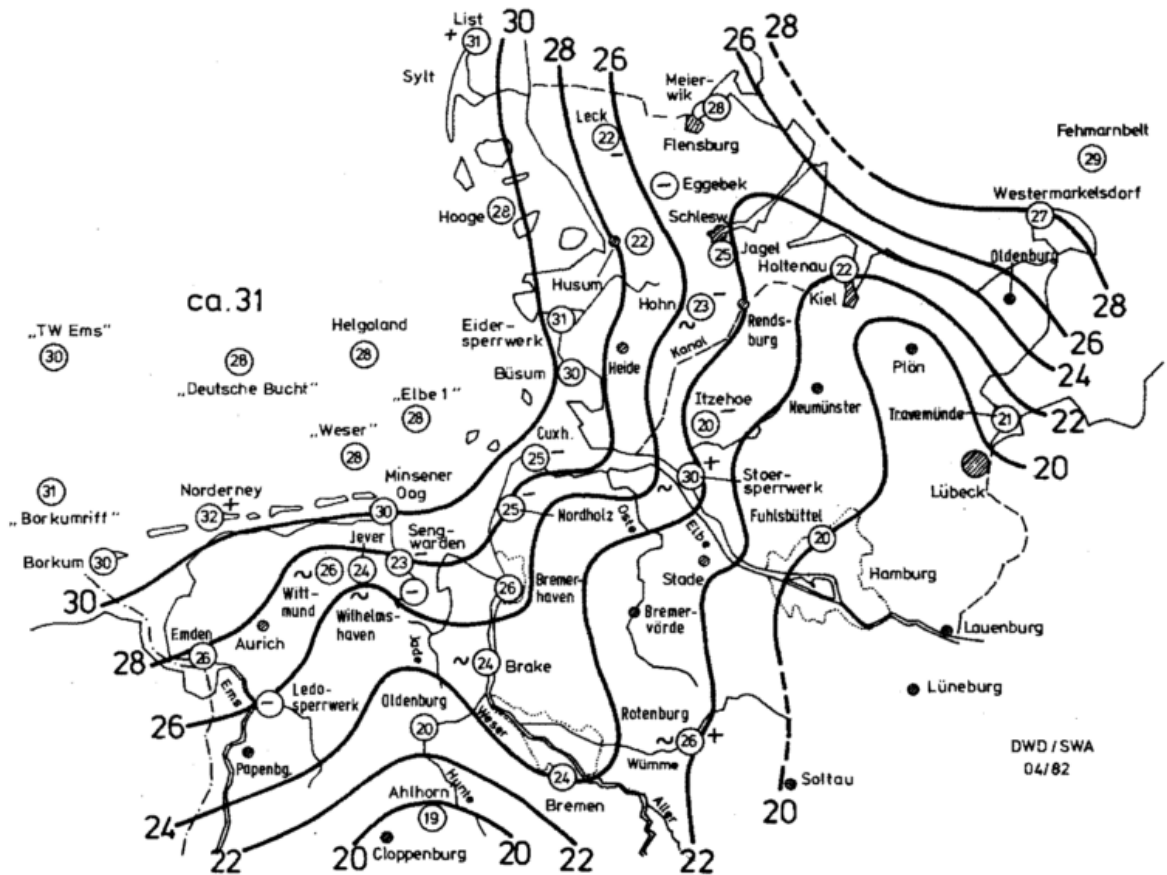 List
+ 31
30
28
26
26
28
Sylt
Meier-
wik
28
Flensburg
Leck
22
–
Fehmarnbelt
29
– Eggebek
Westermarkelsdorf
27
Hooge 28
Schlesw.
25 Jagel
22
Husum
Holtenau 22
Kiel
Oldenburg
28
ca.31
Hohn
23 –
~
Rends-
burg
Kanal
Eider-
sperrwerk
31
26
„TW Ems"
30
28
„Deutsche Bucht"
Helgoland
28
Heide
Büsum 30
Plön
24
Neumünster
„Elbe 1"
28
Itzehoe
20 –
Travemünde 21
22
„Weser"
28
Cuxh.
25 –
20
Lübeck
31
„Borkumriff"
Norderney
32 +
Minsener
Oog
30
~
30 +
Stoer-
sperrwerk
25 –
Nordholz
Oste
Elbe
Fuhlsbüttel
20
Jever
24
~
Seng-
warden
23 –
Borkum 30
~ 26
Witt-
mund
–
Wilhelms-
haven
26
Bremer-
haven
Stade
Hamburg
30
Aurich
Bremer-
vörde
Lauenburg
Emden
26
28
Jade
~ 24 Brake
Ems
Ledo-
sperrwerk
–
26
Oldenburg
20
Weser
Rotenburg
~ 26 +
Wümme
Lüneburg
Papenbg.
DWD / SWA
04/82
24
Ahlhorn
19
Hunte
24
Bremen
Aller
Soltau
20
22
20
Cloppenburg
20
22
22